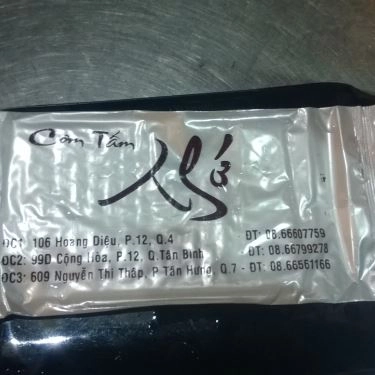 Cơm Tấm
Nhớ
ĐC1: 106 Hoàng Diệu, P.12, Q.4 ĐT: 08.66607759
ĐC2: 99D Cộng Hòa, P.12, Q.Tân Bình ĐT: 08.66799278
ĐC3: 609 Nguyễn Thị Thập, P Tân Hưng, Q.7 - ĐT: 08.66561166